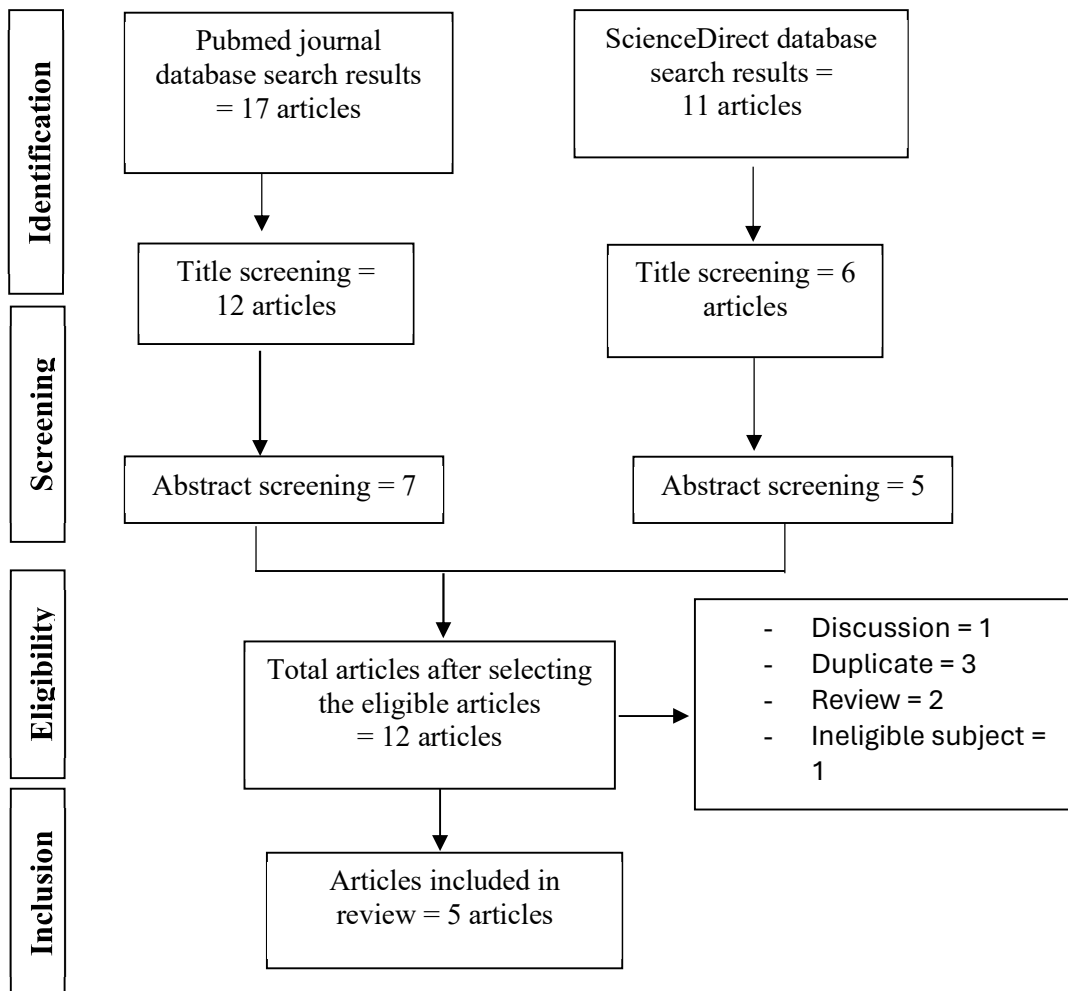 Identification
Pubmed journal
database search results
= 17 articles
ScienceDirect database
search results =
11 articles
Title screening =
12 articles
Title screening = 6
articles
Screening
Abstract screening = 7
Abstract screening = 5
Eligibility
Total articles after selecting
the eligible articles
= 12 articles
- Discussion = 1
- Duplicate = 3
- Review = 2
- Ineligible subject =
1
Inclusion
Articles included in
review = 5 articles